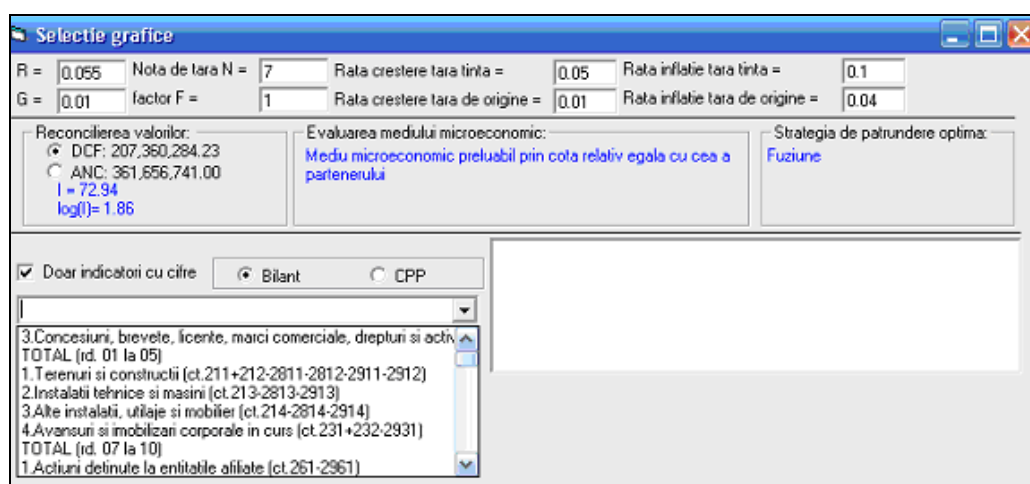 Selectie grafice
R = 0.055 Nota de tara N = 7 Rata crestere tara tinta = 0.05 Rata inflatie tara tinta = 0.1
G = 0.01 factor F = 1 Rata crestere tara de origine = 0.01 Rata inflatie tara de origine = 0.04
Reconcilierea valorilor: Evaluarea mediului microeconomic: Strategia de patrundere optima:
DCF: 207,360,284.23 Mediu microeconomic preluabil prin cota relativ egala cu cea a Fuziune
ANC: 361,656,741.00 partenerului
I = 72.94
log(I)= 1.86
Doar indicatori cu cifre Bilant CPP
3.Concesiuni, brevete, licente, marci comerciale, drepturi si activ
TOTAL (rd. 01 la 05)
1.Terenuri si constructii (ct.211+212-2811-2812-2911-2912)
2.Instalatii tehnice si masini (ct.213-2813-2913)
3.Alte instalatii, utilaje si mobilier (ct.214-2814-2914)
4.Avansuri si imobilizari corporale in curs (ct.231+232-2931)
TOTAL (rd. 07 la 10)
1.Actiuni detinute la entitatile afiliate (ct.261-2961)